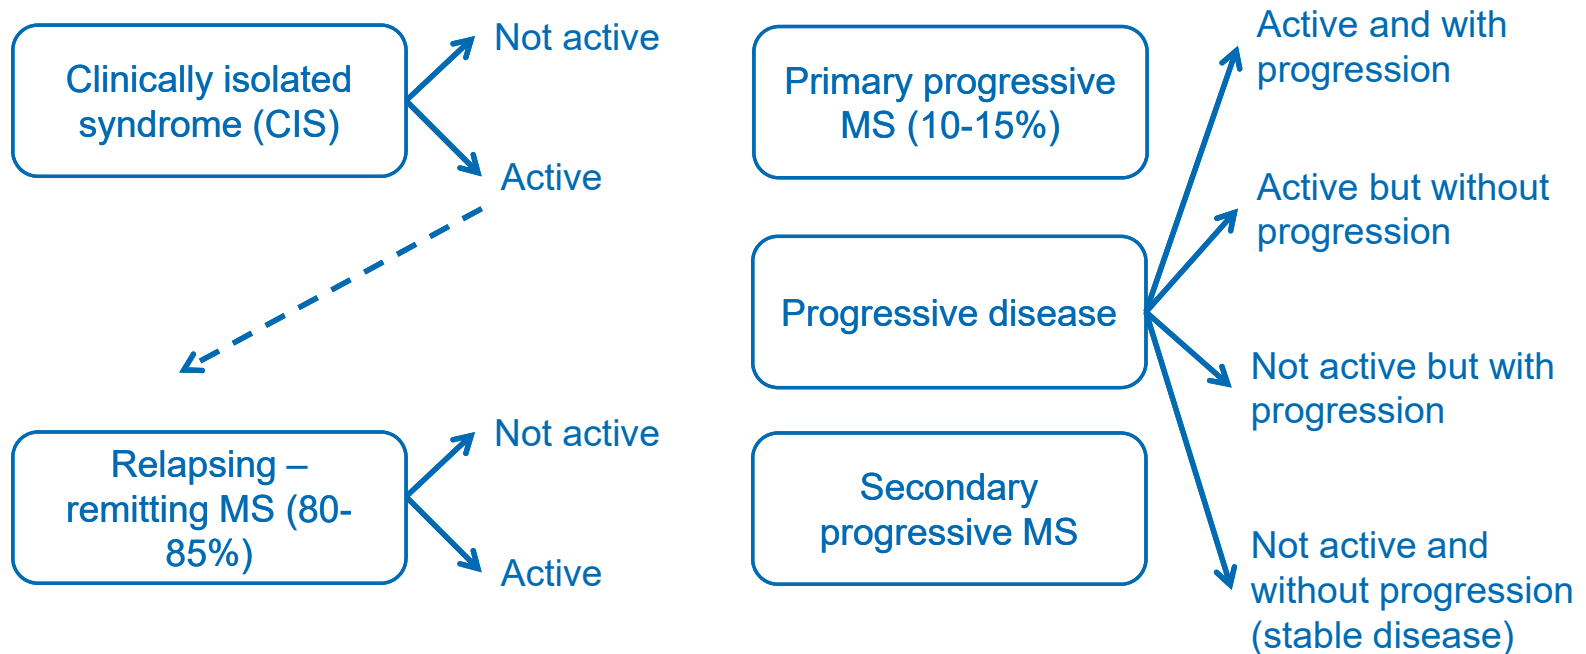 Clinically isolated
syndrome (CIS)
Not active
Active
Relapsing –
remitting MS (80-
85%)
Not active
Active
Primary progressive
MS (10-15%)
Progressive disease
Secondary
progressive MS
Active and with
progression
Active but without
progression
Not active but with
progression
Not active and
without progression
(stable disease)